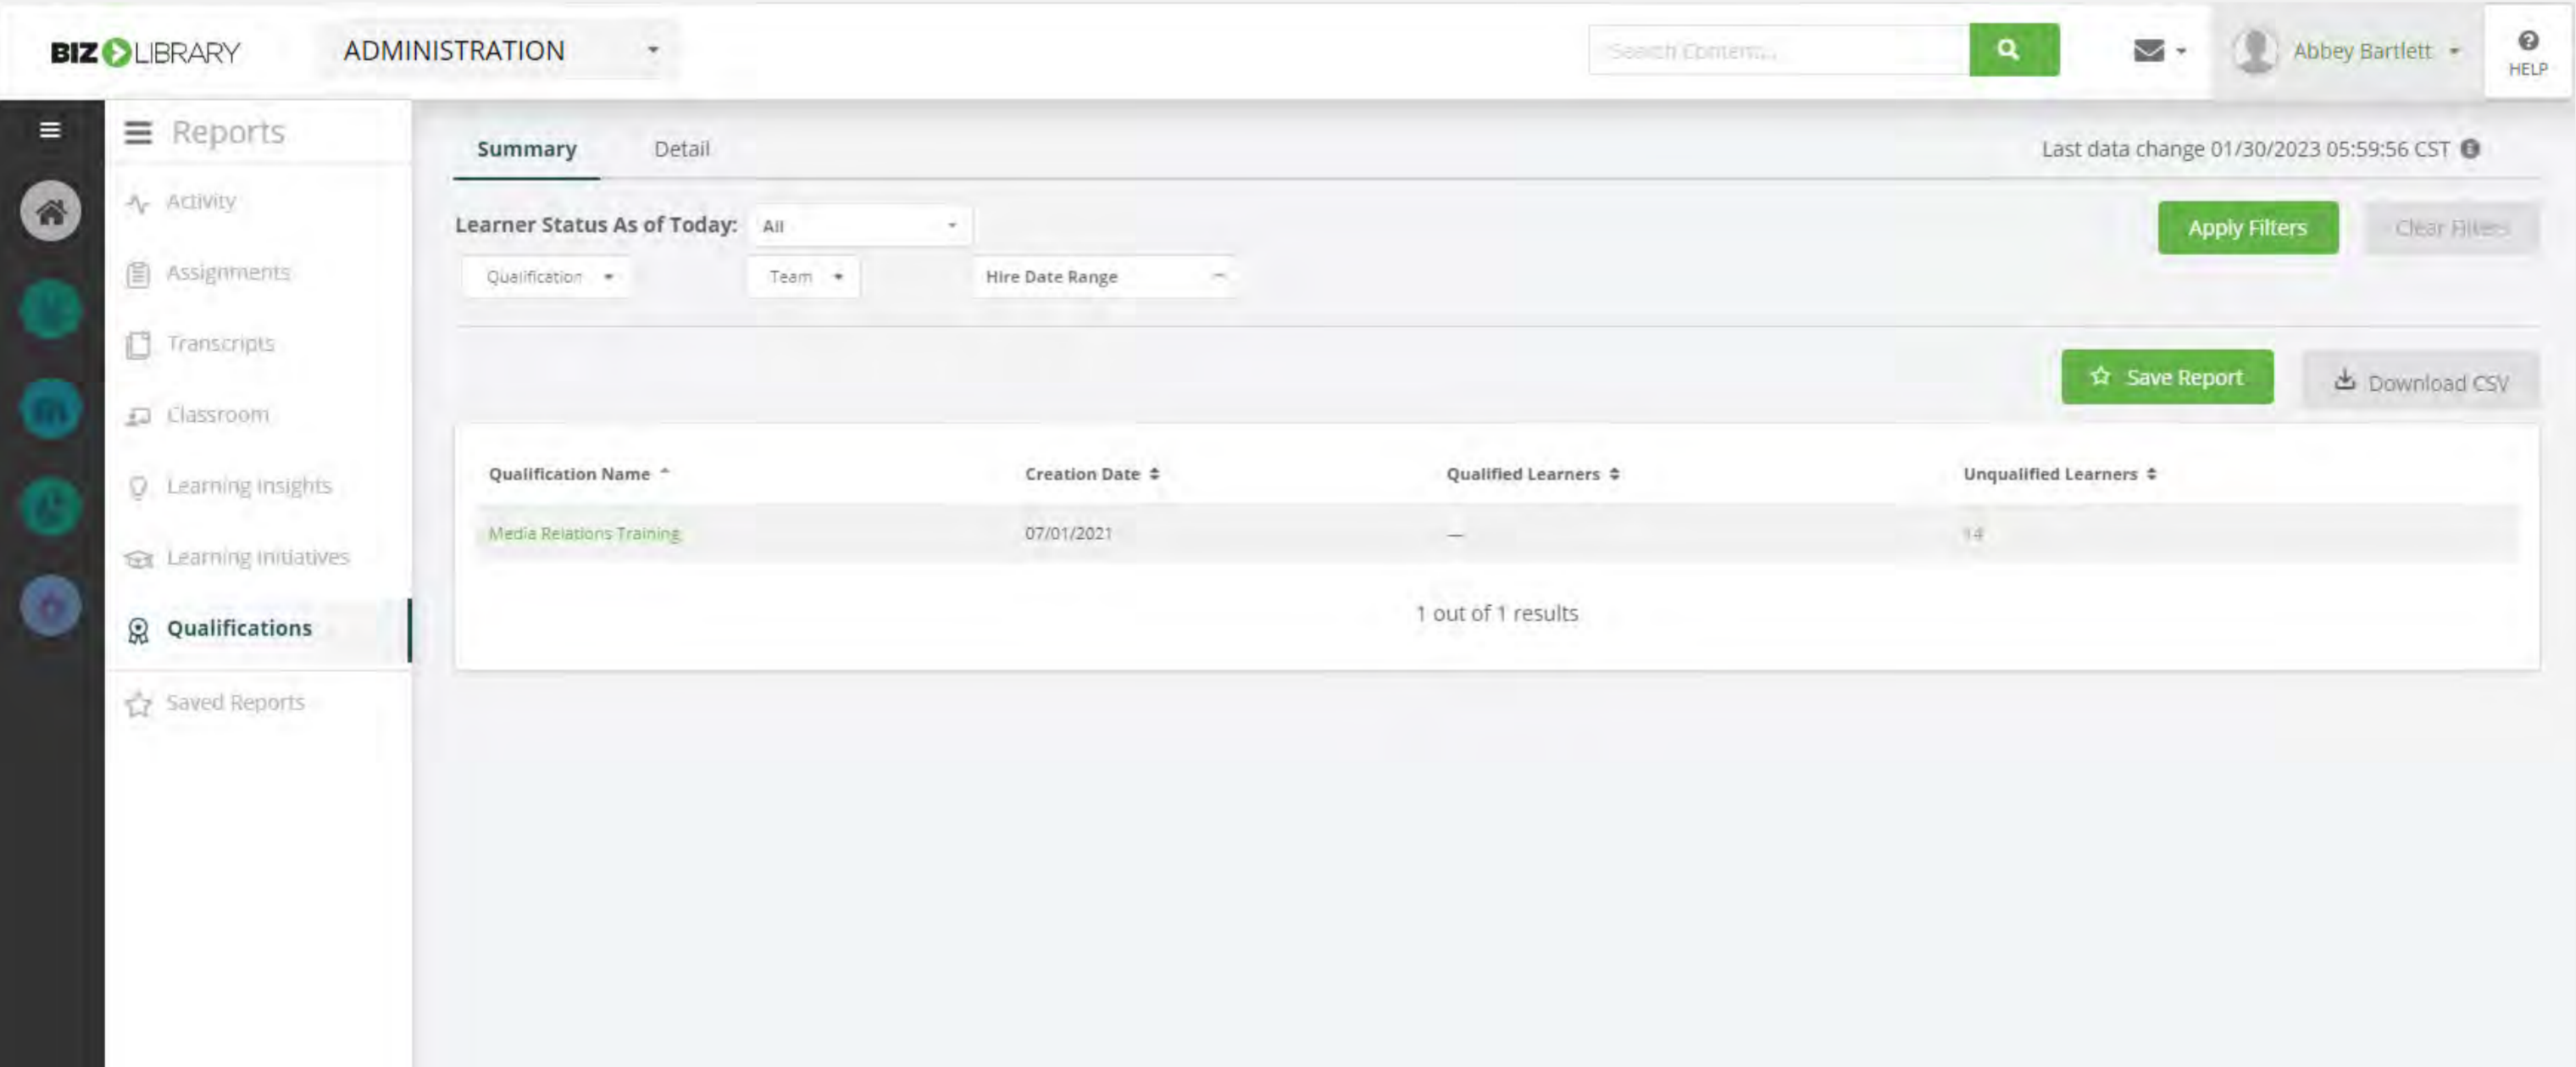 BIZ LIBRARY
ADMINISTRATION
Search Content...
Abbey Bartlett
HELP
Reports
Activity
Assignments
Transcripts
Classroom
Learning Insights
Learning Initiatives
Qualifications
Saved Reports
Summary Detail
Last data change 01/30/2023 05:59:56 CST
Learner Status As of Today: All
Apply Filters Clear Filters
Qualification Team Hire Date Range
Save Report Download CSV
Qualification Name Creation Date Qualified Learners Unqualified Learners
Media Relations Training 07/01/2021 — 14
1 out of 1 results